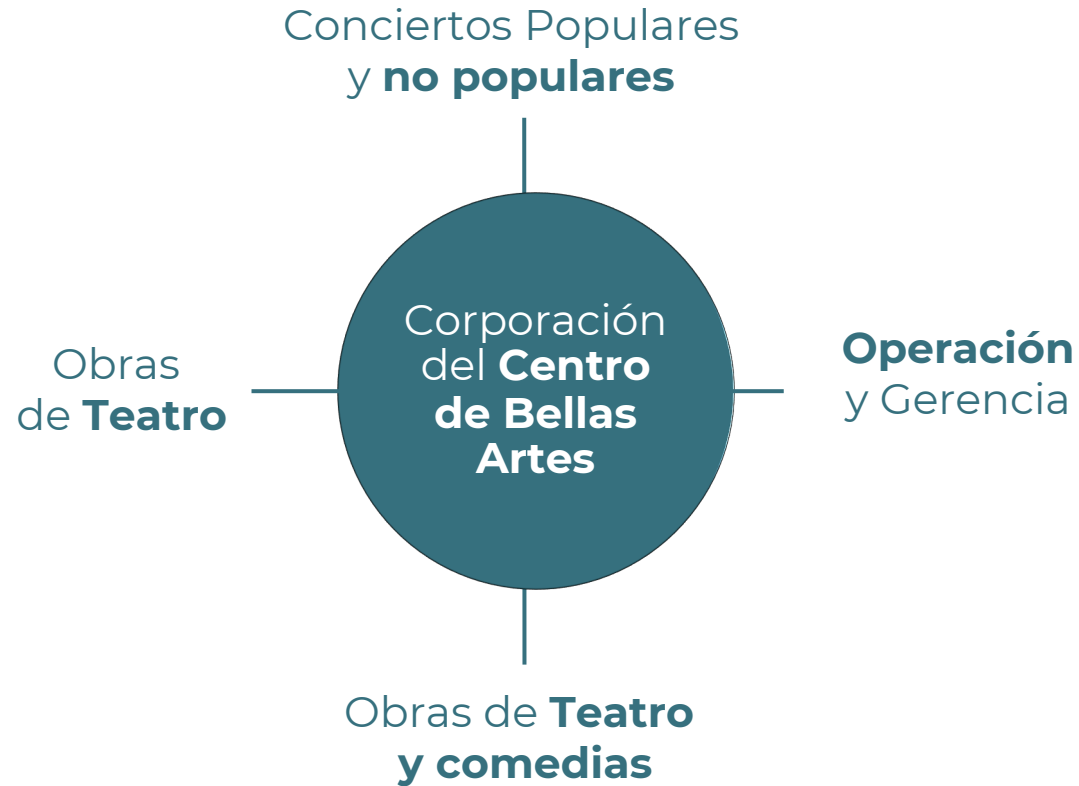 Conciertos Populares
y no populares
Corporación
del Centro
de Bellas
Artes
Obras
de Teatro
Operación
y Gerencia
Obras de Teatro
y comedias